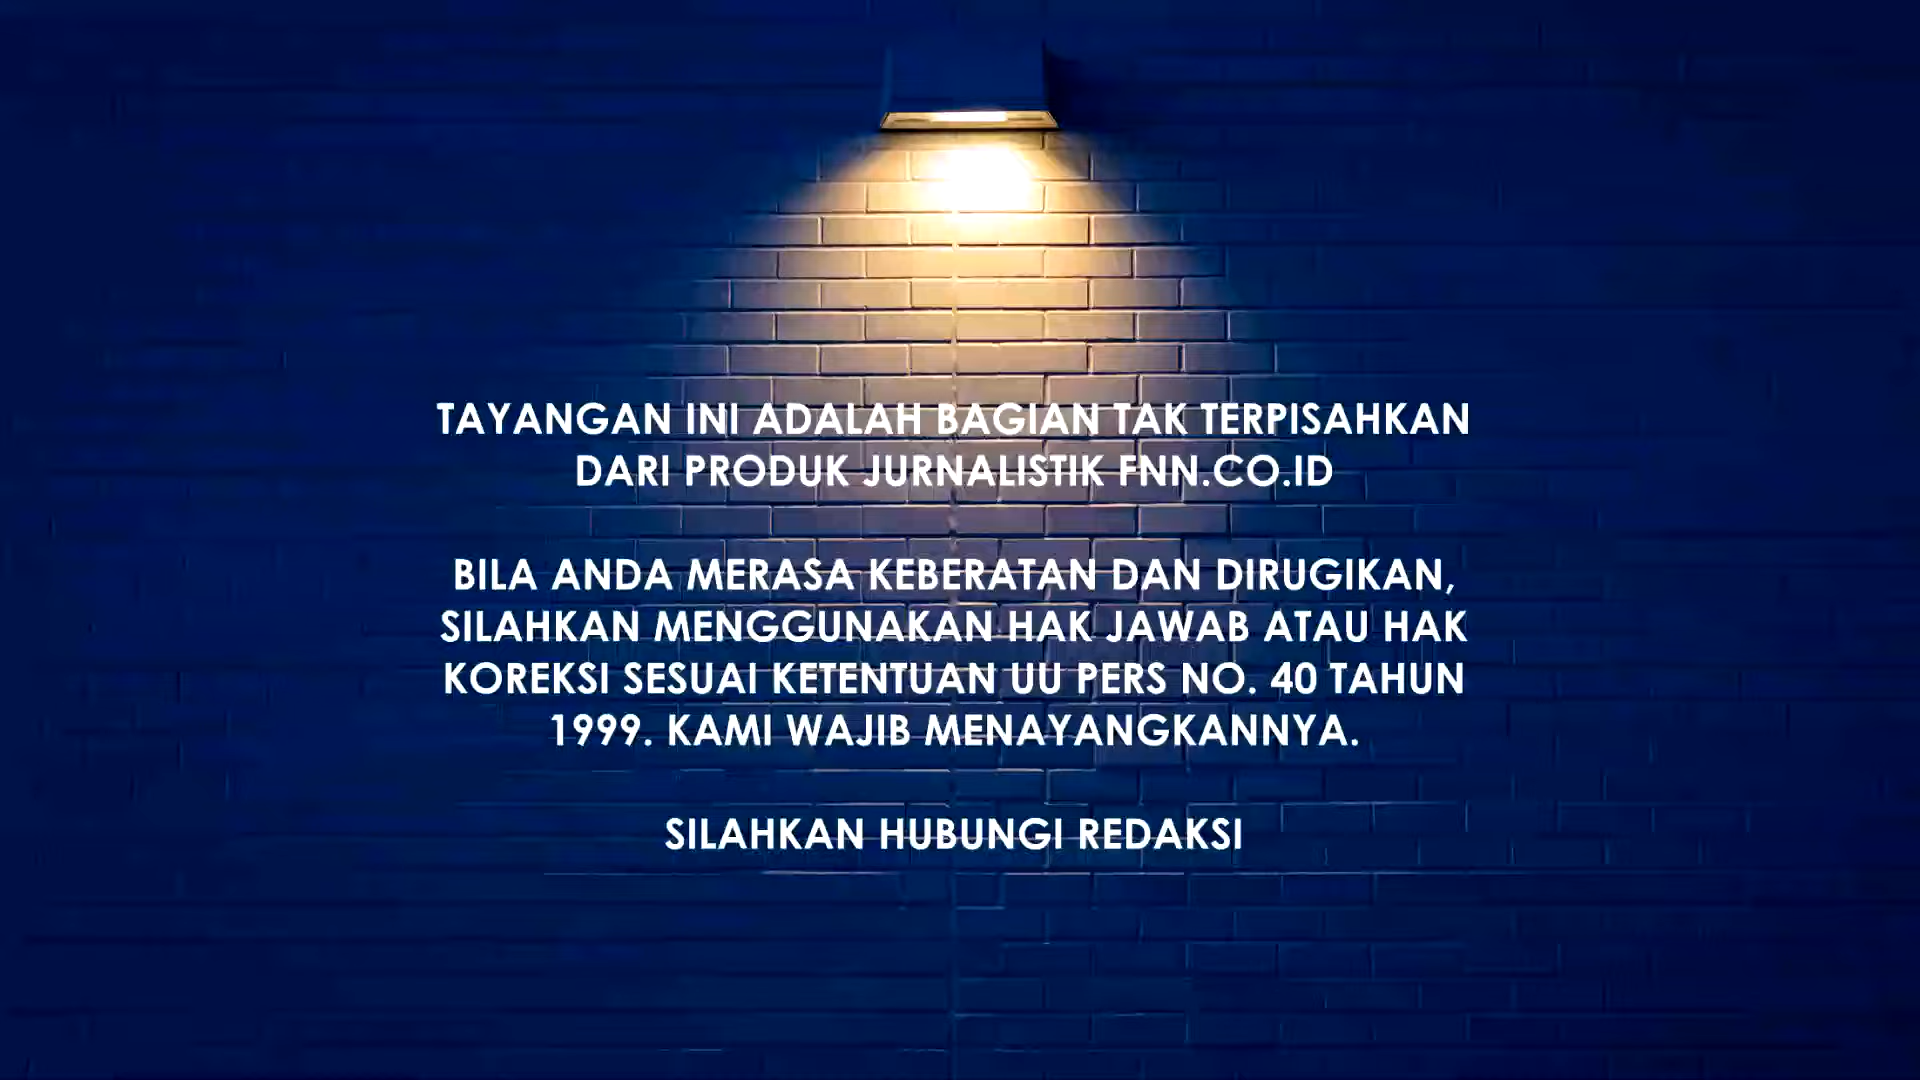 TAYANGAN INI ADALAH BAGIAN TAK TERPISAHKAN
DARI PRODUK JURNALISTIK FNN.CO.ID
BILA ANDA MERASA KEBERATAN DAN DIRUGIKAN,
SILAHKAN MENGGUNAKAN HAK JAWAB ATAU HAK
KOREKSI SESUAI KETENTUAN UU PERS NO. 40 TAHUN
1999. KAMI WAJIB MENAYANGKANNYA.
SILAHKAN HUBUNGI REDAKSI